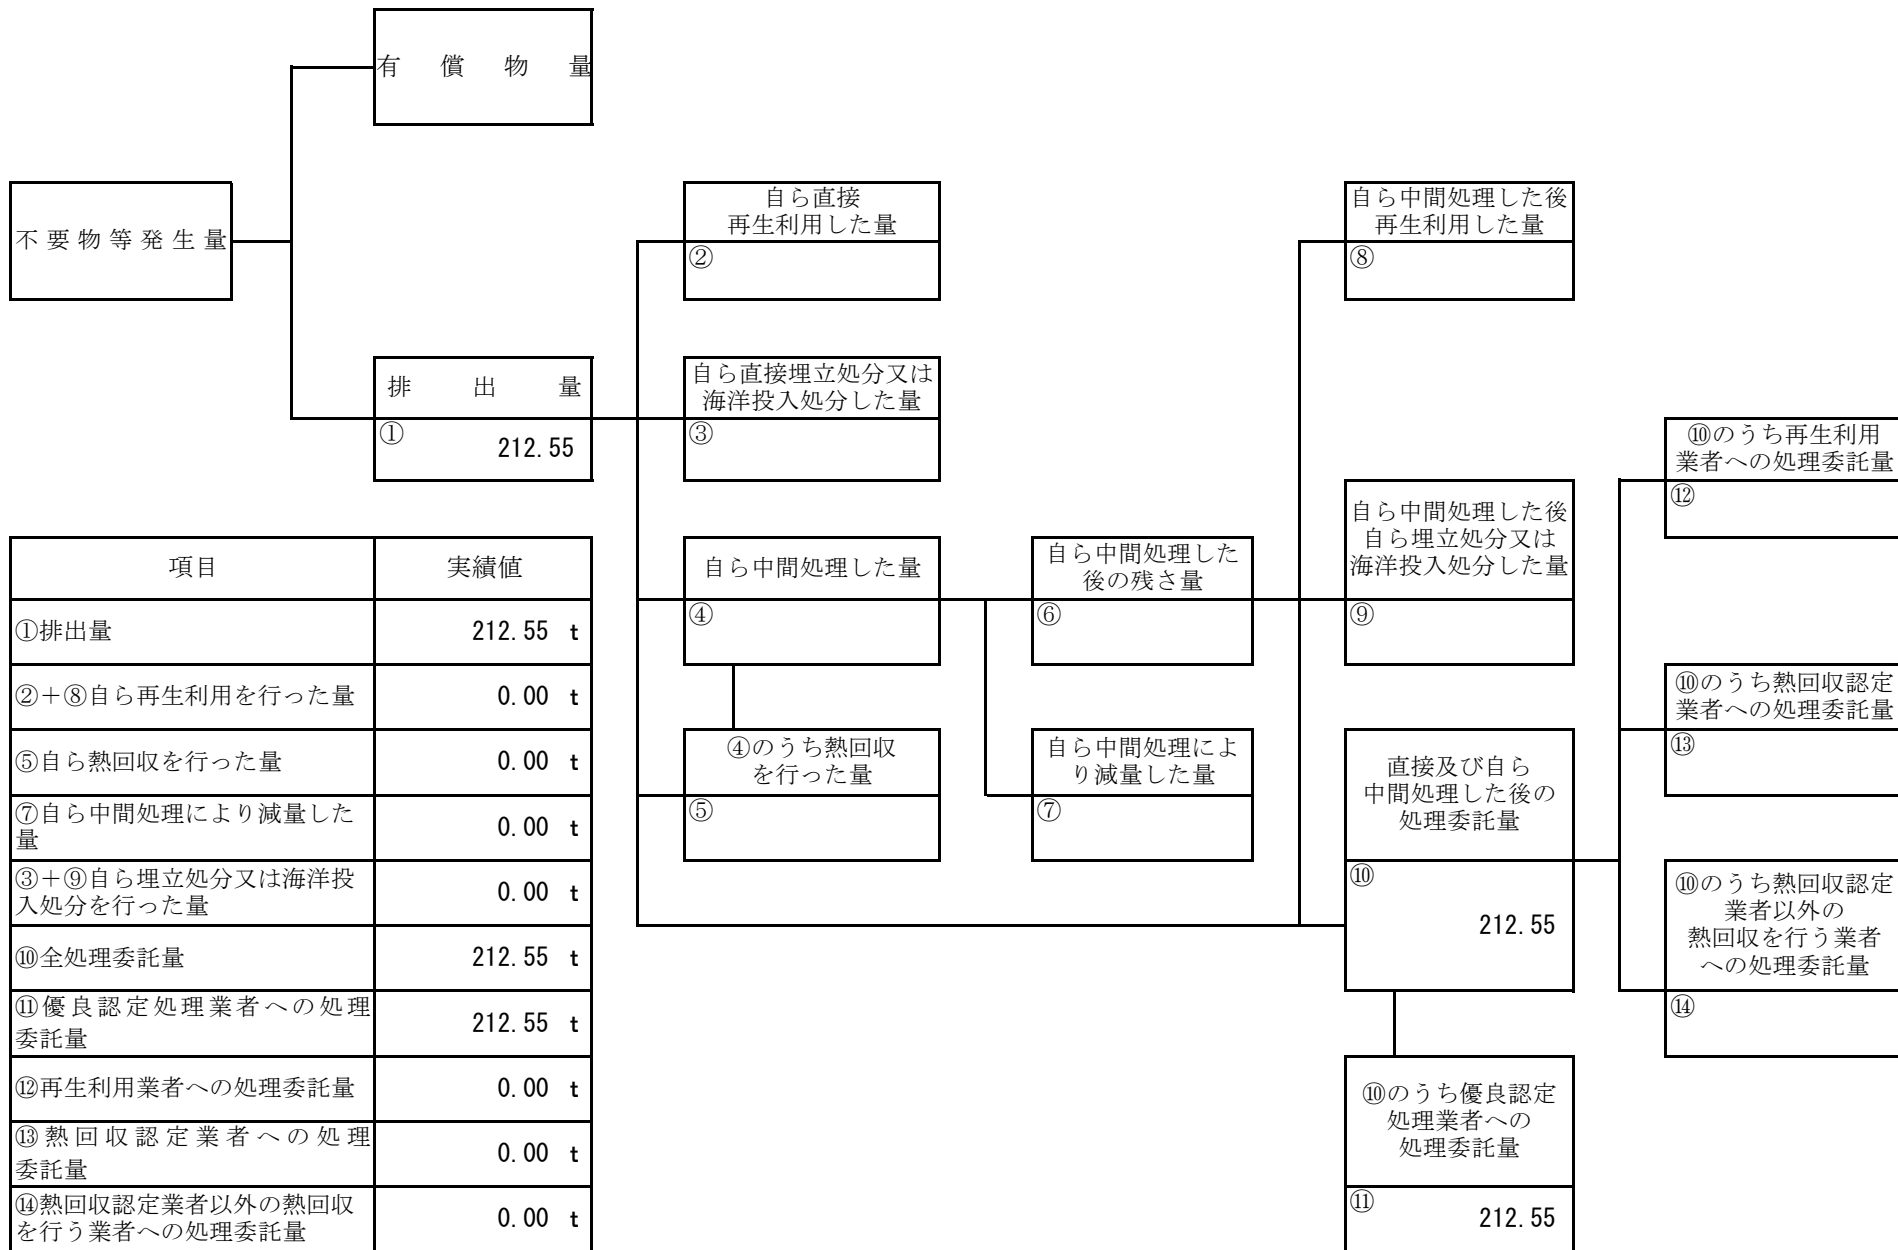 有償物量
不要物等発生量
排出量
①
212.55
自ら直接
再生利用した量
②
自ら直接埋立処分又は
海洋投入処分した量
③
自ら中間処理した量
④
④のうち熱回収
を行った量
⑤
自ら中間処理した
後の残さ量
⑥
自ら中間処理によ
り減量した量
⑦
自ら中間処理した後
再生利用した量
⑧
自ら中間処理した後
自ら埋立処分又は
海洋投入処分した量
⑨
直接及び自ら
中間処理した後の
処理委託量
⑩
212.55
⑩のうち優良認定
処理業者への
処理委託量
⑪
212.55
⑩のうち再生利用
業者への処理委託量
⑫
⑩のうち熱回収認定
業者への処理委託量
⑬
⑩のうち熱回収認定
業者以外の
熱回収を行う業者
への処理委託量
⑭
項目 実績値
①排出量 212.55 t
②+⑧自ら再生利用を行った量 0.00 t
⑤自ら熱回収を行った量 0.00 t
⑦自ら中間処理により減量した
量 0.00 t
③+⑨自ら埋立処分又は海洋投
入処分を行った量 0.00 t
⑩全処理委託量 212.55 t
⑪優良認定処理業者への処理
委託量 212.55 t
⑫再生利用業者への処理委託量 0.00 t
⑬熱回収認定業者への処理
委託量 0.00 t
⑭熱回収認定業者以外の熱回収
を行う業者への処理委託量 0.00 t